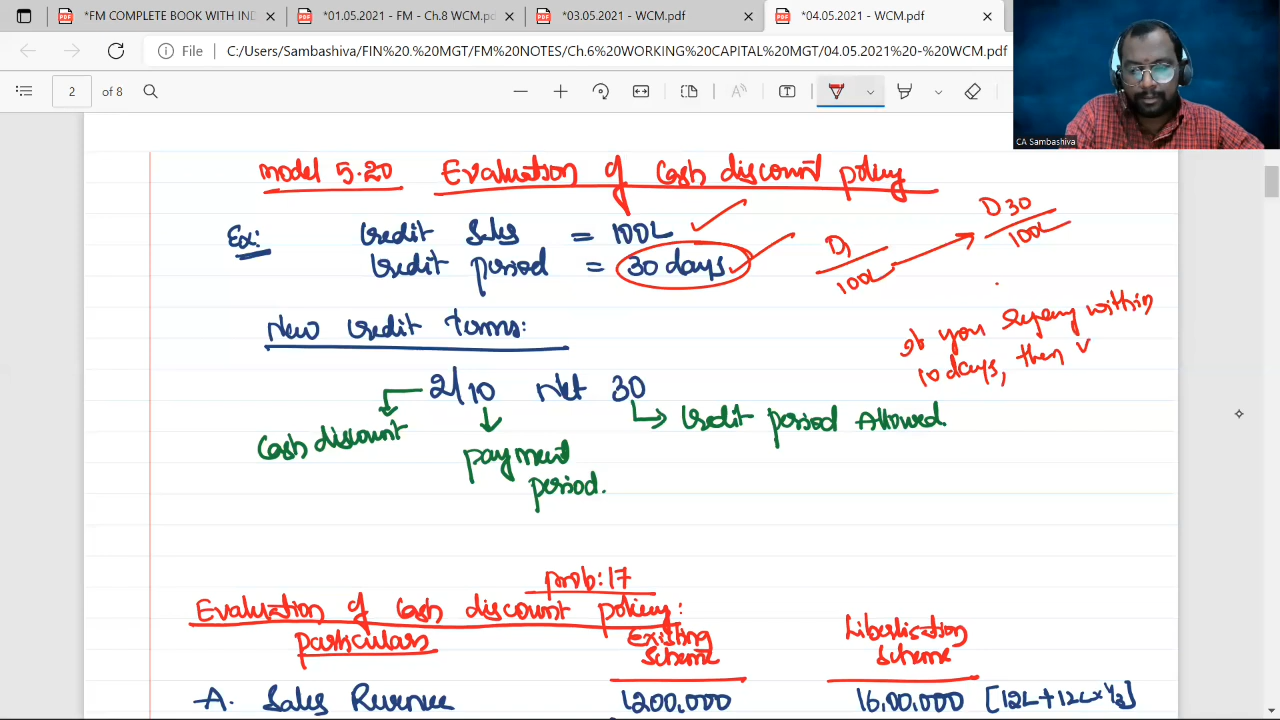 *FM COMPLETE BOOK WITH IND
*01.05.2021 - FM - Ch.8 WCM.pd
*03.05.2021 - WCM.pdf
*04.05.2021 - WCM.pdf
File
C:/Users/Sambashiva/FIN%20.%20MGT/FM%20NOTES/Ch.6%20WORKING%20CAPITAL%20MGT/04.05.2021%20-%20WCM.pdf
2 of 8
CA Sambashiva
Model 5.20 Evaluation of Cash discount policy
Ex: Credit Sales = 100L
Credit period = 30 days
D1
100L
D30
100L
New Credit terms:
If you repay within
10 days, then
2/10 Net 30
Cash discount
payment
period.
Credit period Allowed.
prob:17
Evaluation of Cash discount policy:
particulars
Existing
Scheme
Scheme
A. Sales Revenue 1200,000 16,00,000 [12L+12L×1/3]